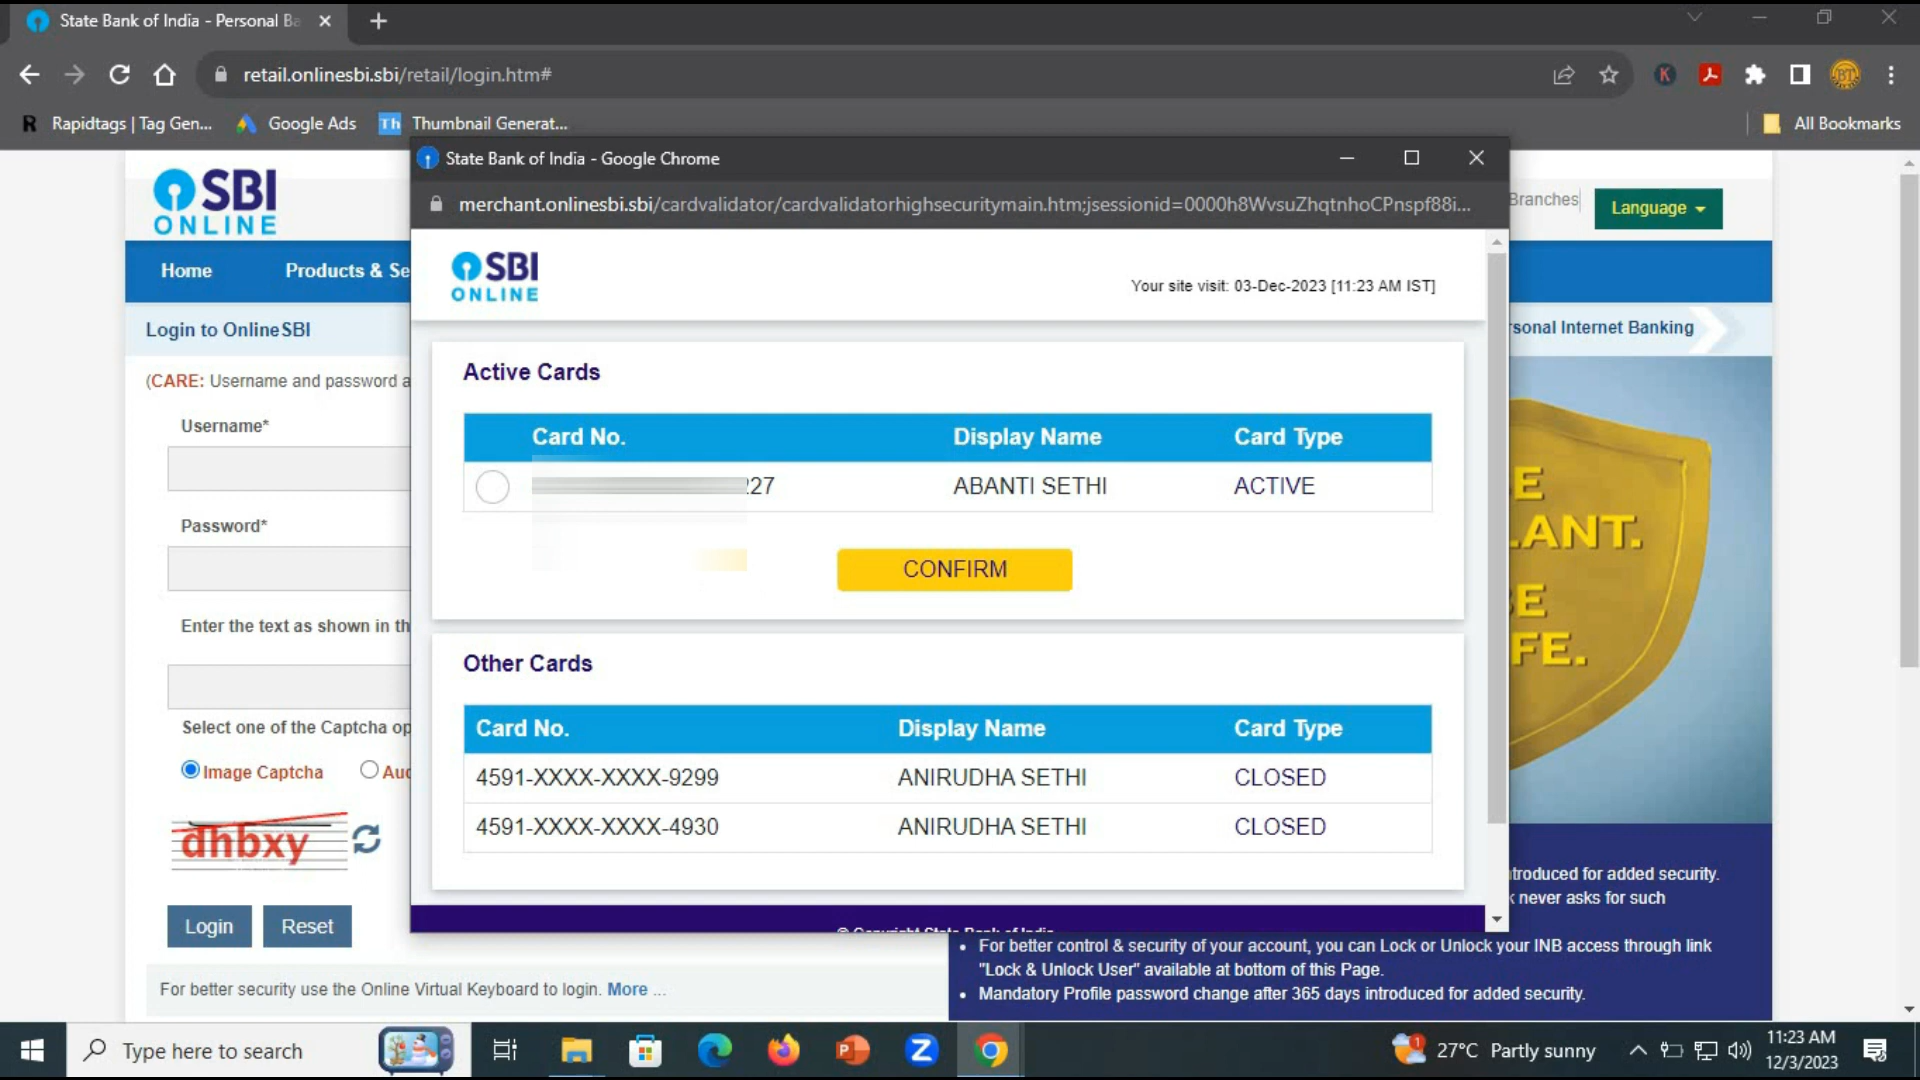 State Bank of India - Personal Ba
retail.onlinesbi.sbi/retail/login.htm#
Rapidtags | Tag Gen...
Google Ads
Th
Thumbnail Generat...
All Bookmarks
State Bank of India - Google Chrome
merchant.onlinesbi.sbi/cardvalidator/cardvalidatorhighsecuritymain.htm;jsessionid=0000h8WvsuZhqtnhoCPnspf88i...
SBI
ONLINE
Branches
Language
Home
Products & Se
Login to OnlineSBI
rsonal Internet Banking
(CARE: Username and password a
Username*
Password*
Enter the text as shown in th
Select one of the Captcha op
Image Captcha
Auc
dhbxy
Login
Reset
For better security use the Online Virtual Keyboard to login. More ...
SBI
ONLINE
Your site visit: 03-Dec-2023 [11:23 AM IST]
Active Cards
Card No.
Display Name
Card Type
27
ABANTI SETHI
ACTIVE
CONFIRM
Other Cards
Card No.
Display Name
Card Type
4591-XXXX-XXXX-9299
ANIRUDHA SETHI
CLOSED
4591-XXXX-XXXX-4930
ANIRUDHA SETHI
CLOSED
© Copyright State Bank of India
E
ANT.
E
FE.
troduced for added security.
never asks for such
For better control & security of your account, you can Lock or Unlock your INB access through link
"Lock & Unlock User" available at bottom of this Page.
Mandatory Profile password change after 365 days introduced for added security.
Type here to search
27°C Partly sunny
11:23 AM
12/3/2023